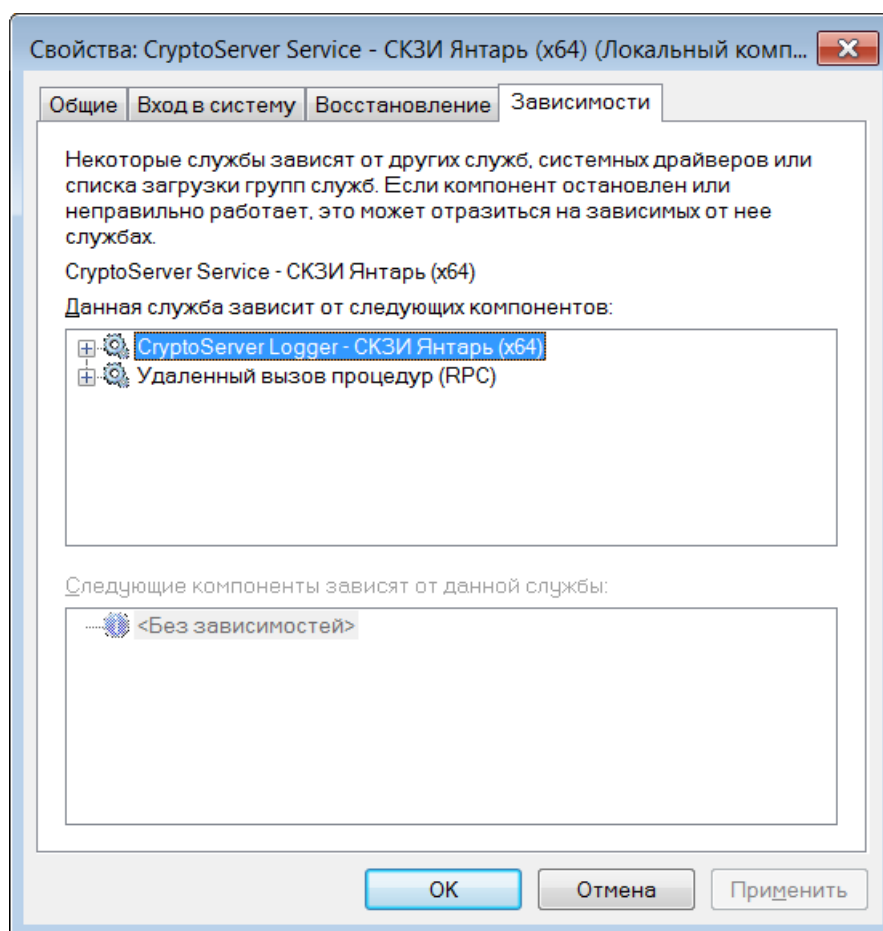 Свойства: CryptoServer Service - СКЗИ Янтарь (x64) (Локальный комп...
Общие
Вход в систему
Восстановление
Зависимости
Некоторые службы зависят от других служб, системных драйверов или
списка загрузки групп служб. Если компонент остановлен или
неправильно работает, это может отразиться на зависимых от нее
службах.
CryptoServer Service - СКЗИ Янтарь (x64)
Данная служба зависит от следующих компонентов:
CryptoServer Logger - СКЗИ Янтарь (x64)
Удаленный вызов процедур (RPC)
Следующие компоненты зависят от данной службы:
<Без зависимостей>
OK
Отмена
Применить